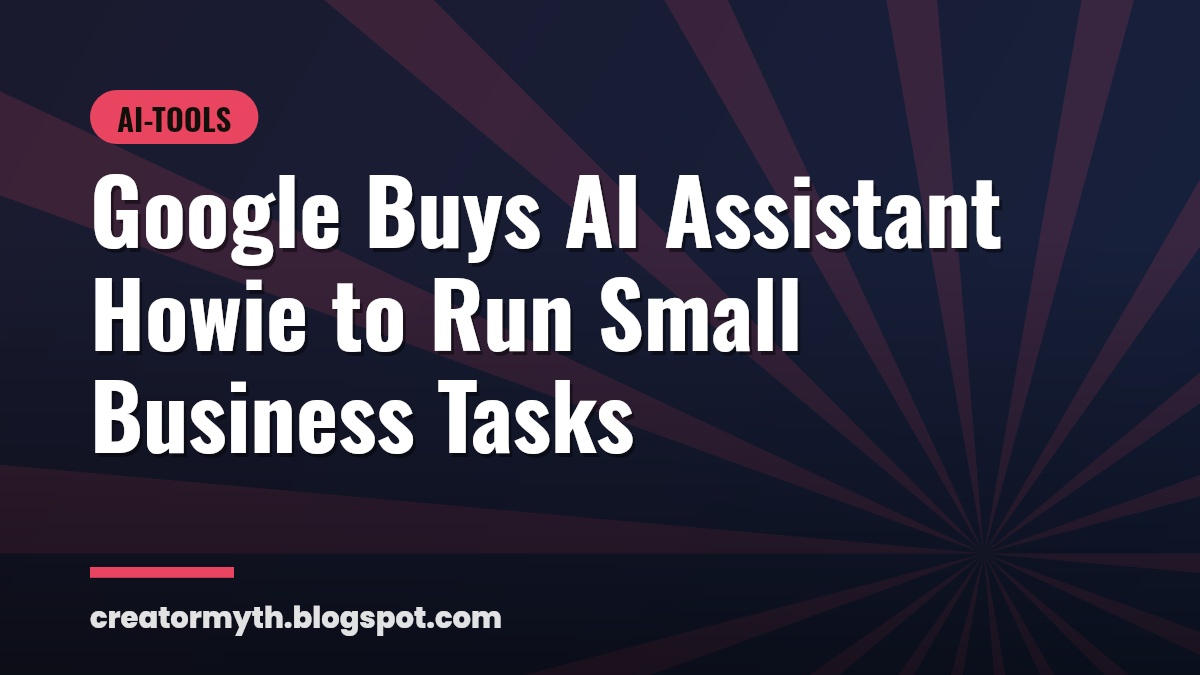 AI-TOOLS
Google Buys AI Assistant
Howie to Run Small
Business Tasks
creatormyth.blogspot.com